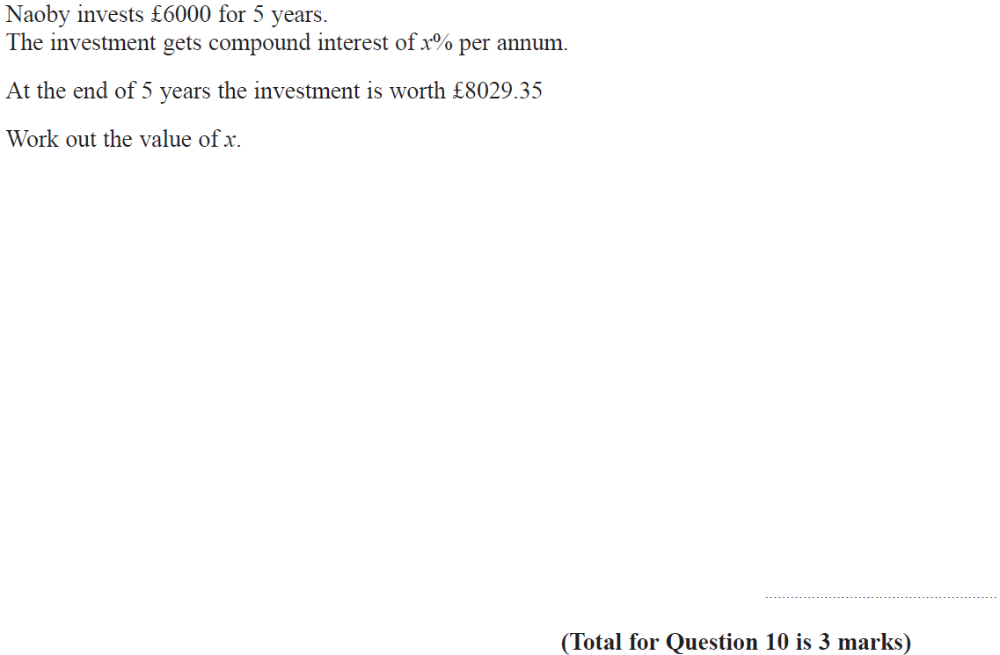 Naoby invests £6000 for 5 years.
The investment gets compound interest of x% per annum.
At the end of 5 years the investment is worth £8029.35
Work out the value of x.
(Total for Question 10 is 3 marks)